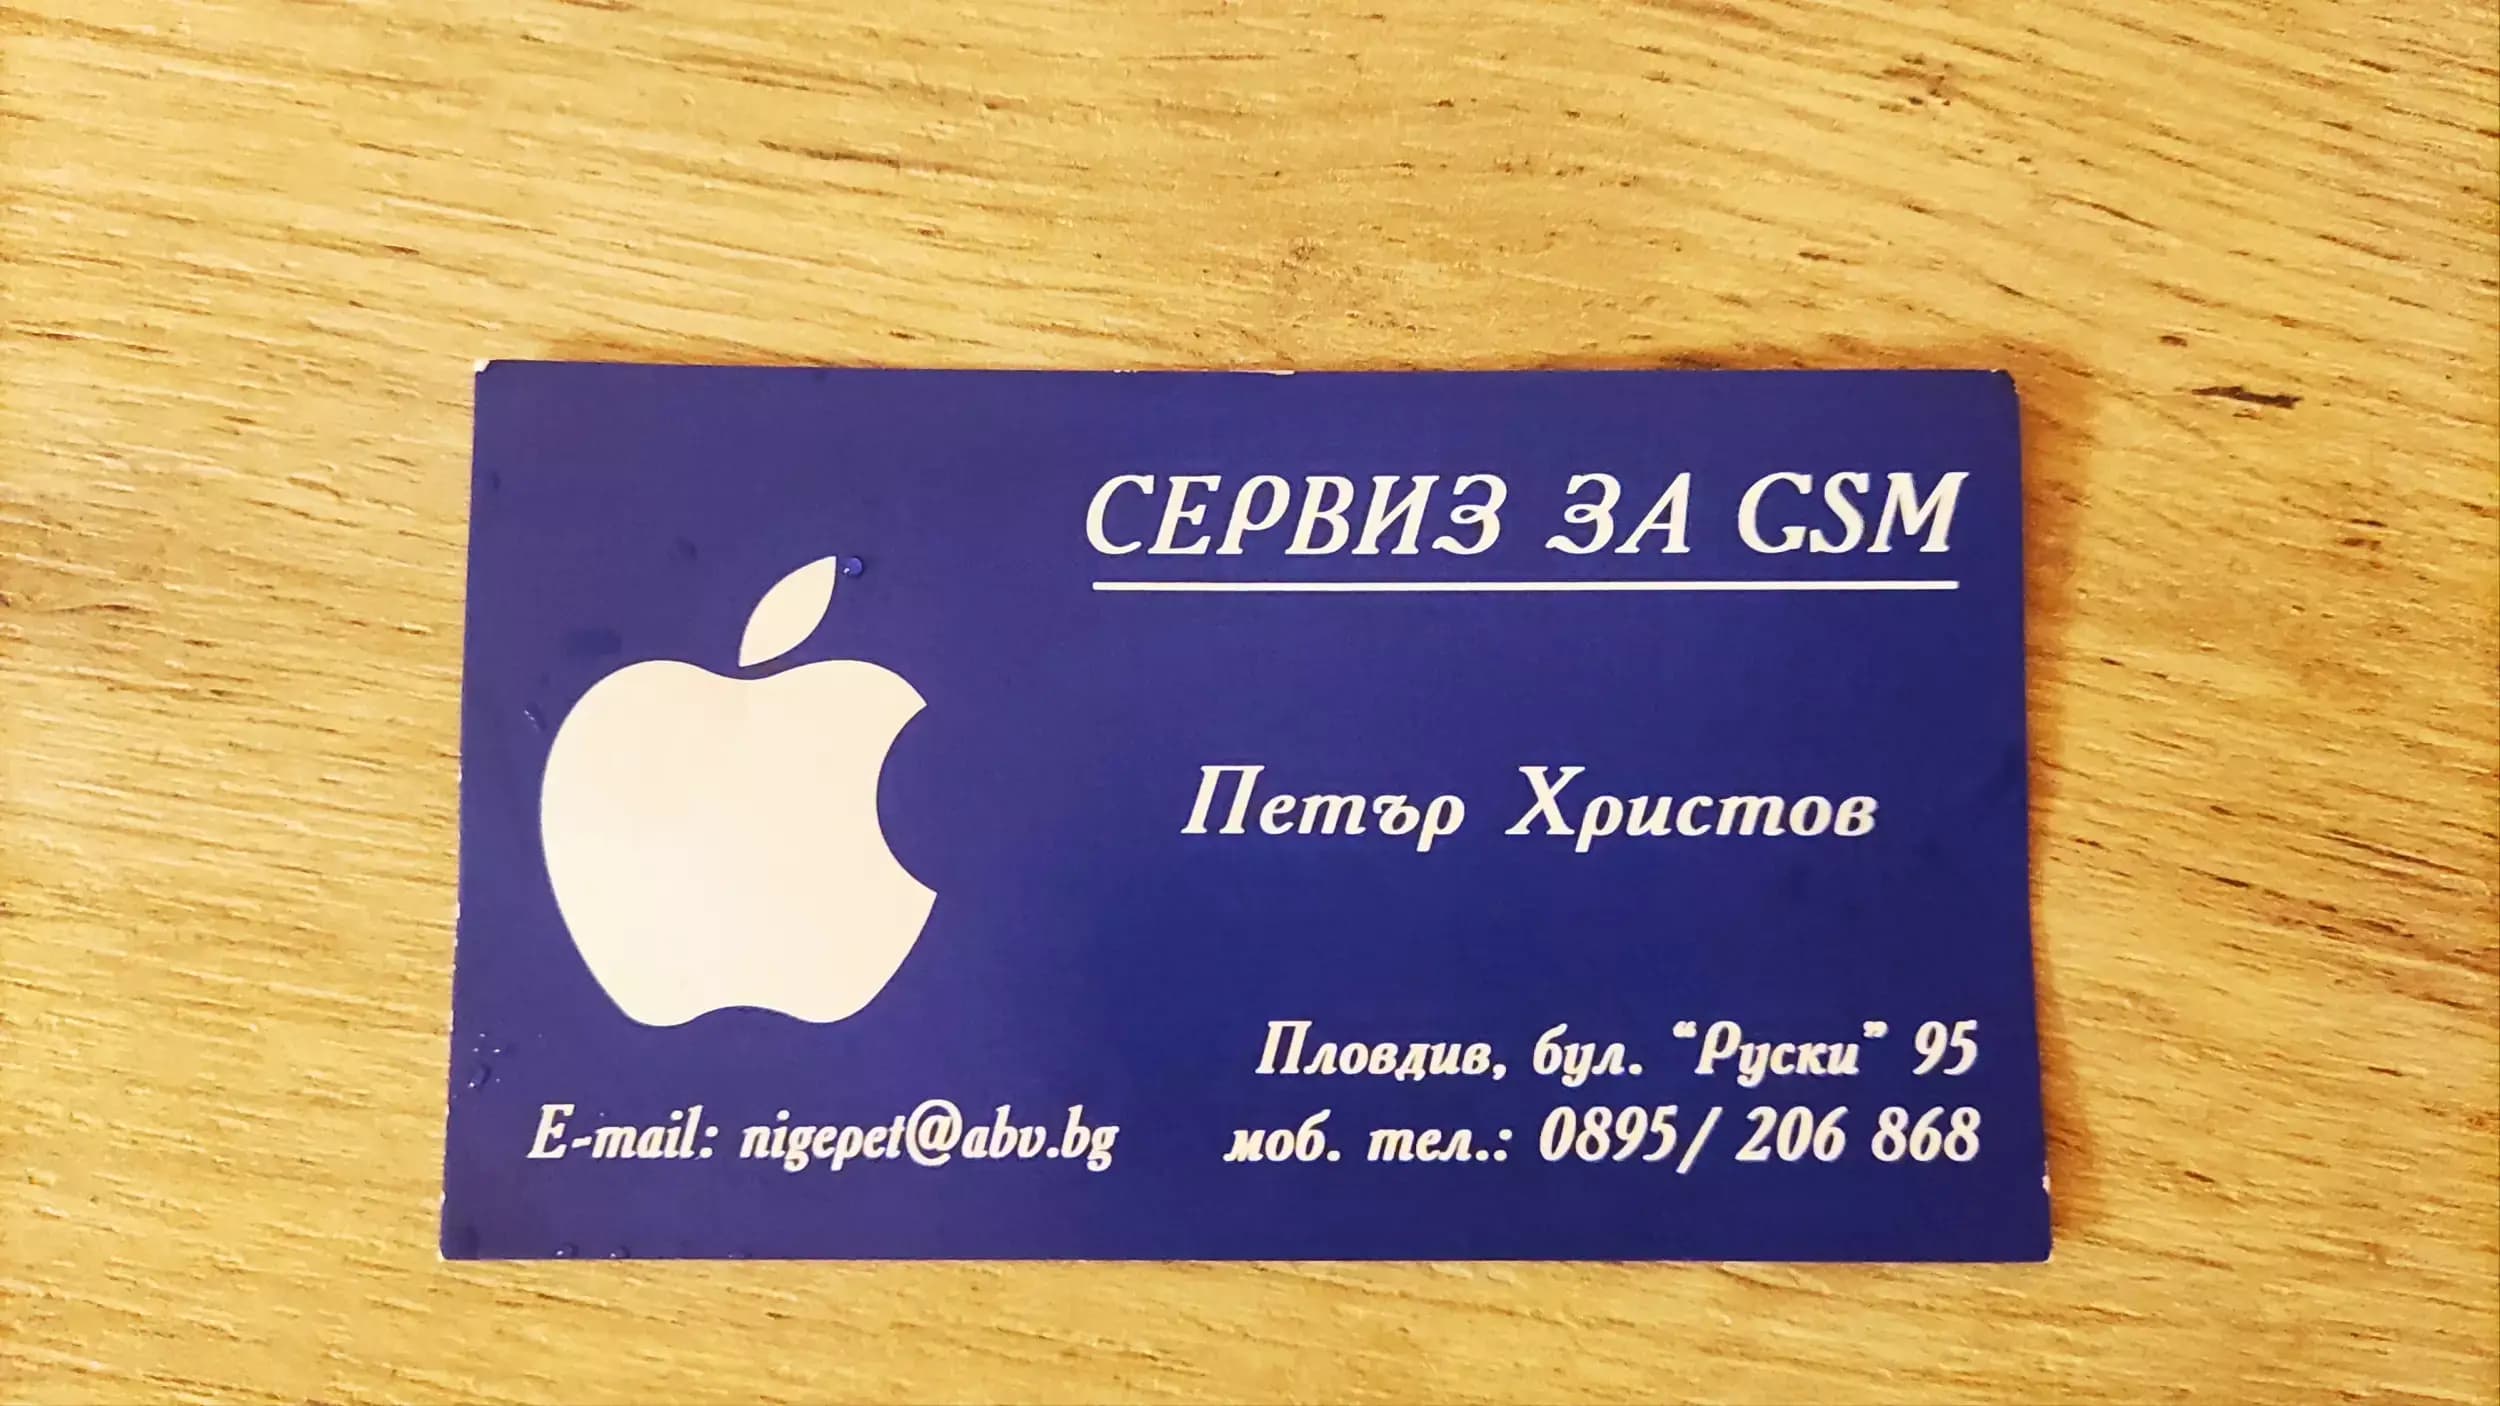 СЕРВИЗ ЗА GSM
Петър Христов
Пловдив, бул. “Руски” 95
E-mail: nigepet@abv.bg
моб. тел.: 0895/ 206 868